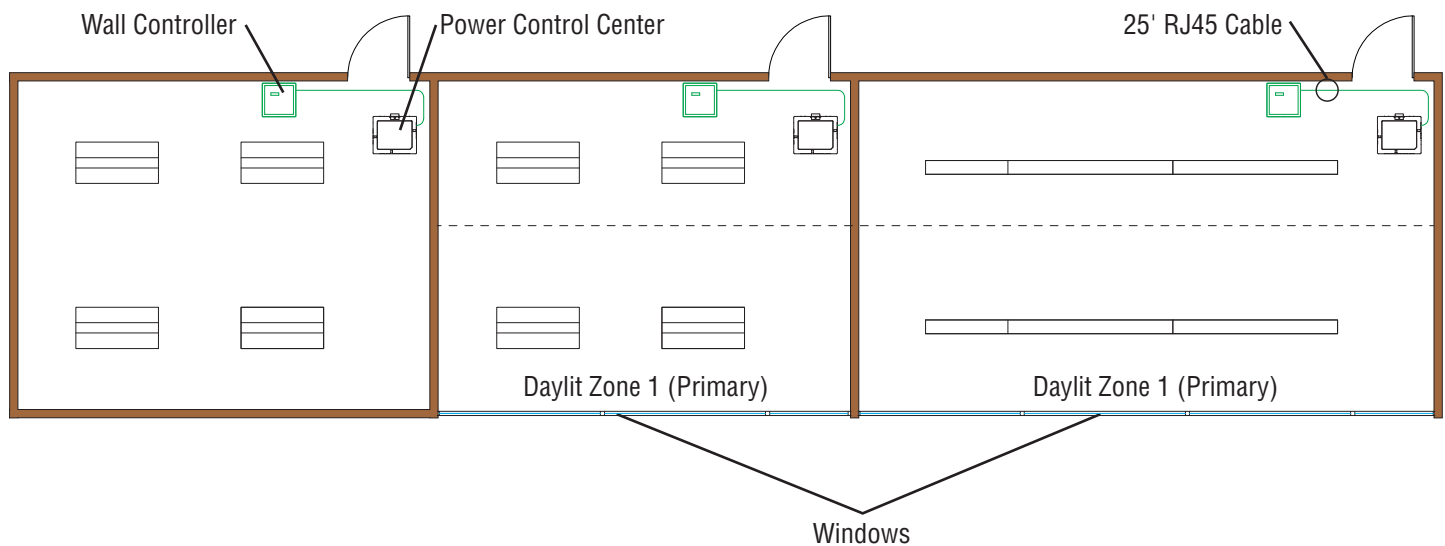 Wall Controller
Power Control Center
25' RJ45 Cable
Daylit Zone 1 (Primary)
Daylit Zone 1 (Primary)
Windows